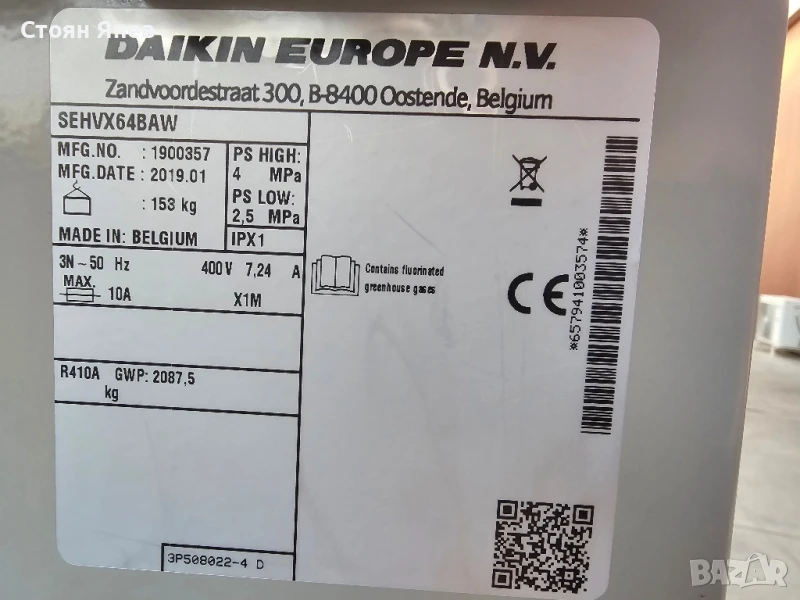 Стоян Янев
DAIKIN EUROPE N.V.
Zandvoordestraat 300, B-8400 Oostende, Belgium
SEHVX64BAW
MFG.NO. : 1900357
MFG.DATE : 2019.01
: 153 kg
MADE IN: BELGIUM
PS HIGH:
4 MPa
PS LOW:
2,5 MPa
IPX1
3N~50 Hz 400V 7,24 A
MAX.
10A X1M
Contains fluorinated
greenhouse gases
CE
*657941003574*
R410A GWP: 2087,5
kg
3P508022-4 D
BAZAR